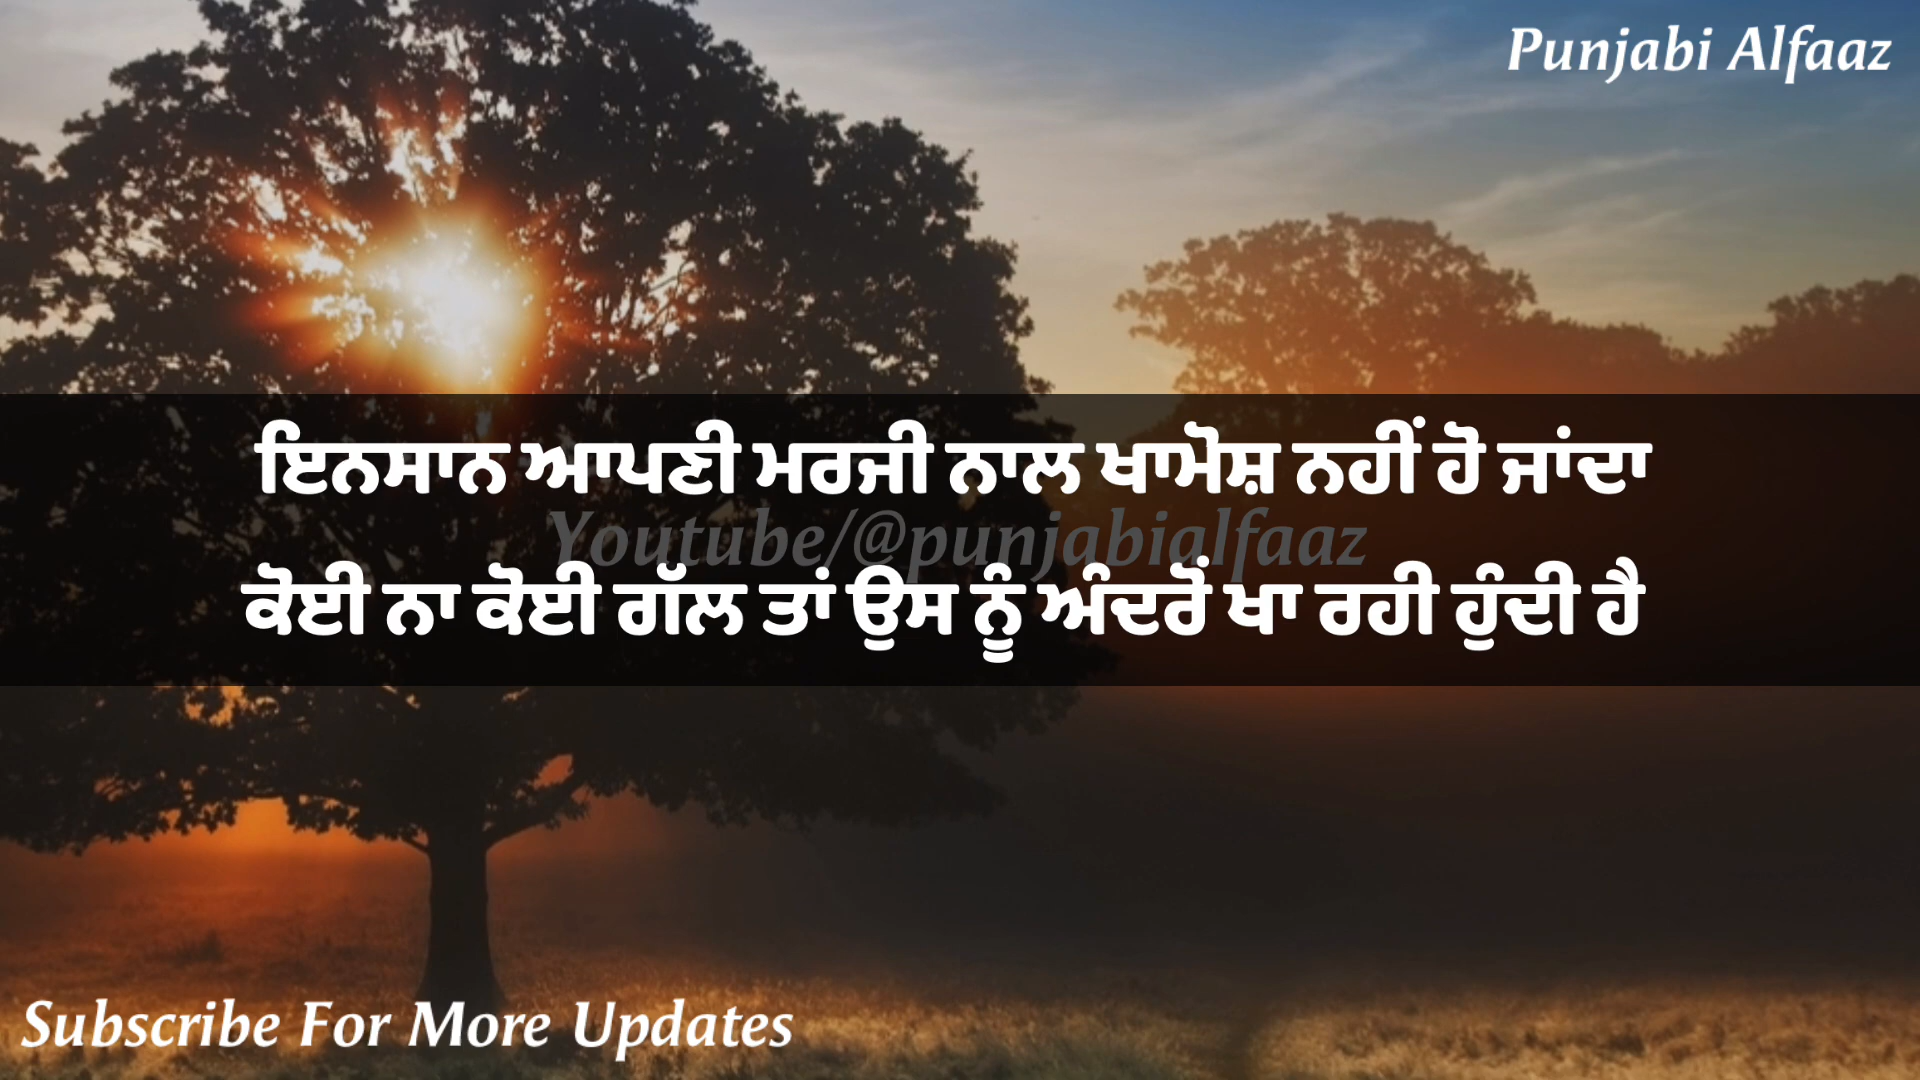 Punjabi Alfaaz
ਇਨਸਾਨ ਆਪਣੀ ਮਰਜੀ ਨਾਲ ਖਾਮੋਸ਼ ਨਹੀਂ ਹੋ ਜਾਂਦਾ
Youtube/@punjabialfaaz
ਕੋਈ ਨਾ ਕੋਈ ਗੱਲ ਤਾਂ ਉਸ ਨੂੰ ਅੰਦਰੋਂ ਖਾ ਰਹੀ ਹੁੰਦੀ ਹੈ
Subscribe For More Updates